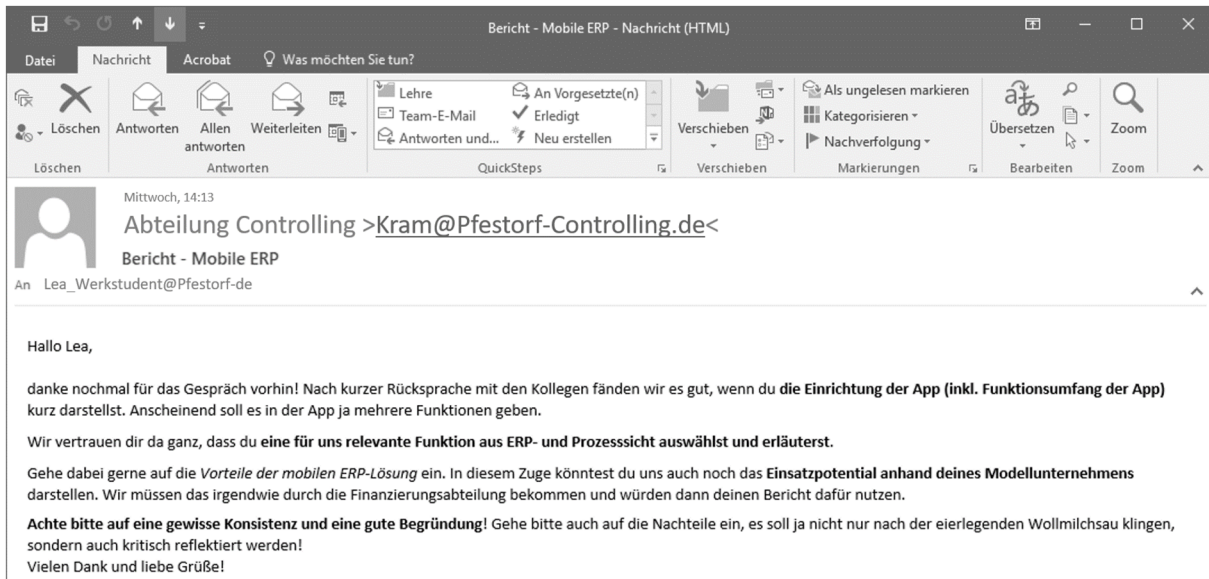 Bericht - Mobile ERP - Nachricht (HTML)
Datei Nachricht Acrobat Was möchten Sie tun?
Löschen
Antworten
Allen antworten
Weiterleiten
Lehre
Team-E-Mail
Antworten und...
An Vorgesetzte(n)
Erledigt
Neu erstellen
Verschieben
Als ungelesen markieren
Kategorisieren
Nachverfolgung
Übersetzen
Zoom
Löschen Antworten QuickSteps Verschieben Markierungen Bearbeiten Zoom
Mittwoch, 14:13
Abteilung Controlling >Kram@Pfestorf-Controlling.de<
Bericht - Mobile ERP
An Lea_Werkstudent@Pfestorf-de
Hallo Lea,
danke nochmal für das Gespräch vorhin! Nach kurzer Rücksprache mit den Kollegen fänden wir es gut, wenn du die Einrichtung der App (inkl. Funktionsumfang der App)
kurz darstellst. Anscheinend soll es in der App ja mehrere Funktionen geben.
Wir vertrauen dir da ganz, dass du eine für uns relevante Funktion aus ERP- und Prozesssicht auswählst und erläuterst.
Gehe dabei gerne auf die Vorteile der mobilen ERP-Lösung ein. In diesem Zuge könntest du uns auch noch das Einsatzpotential anhand deines Modellunternehmens
darstellen. Wir müssen das irgendwie durch die Finanzierungsabteilung bekommen und würden dann deinen Bericht dafür nutzen.
Achte bitte auf eine gewisse Konsistenz und eine gute Begründung! Gehe bitte auch auf die Nachteile ein, es soll ja nicht nur nach der eierlegenden Wollmilchsau klingen,
sondern auch kritisch reflektiert werden!
Vielen Dank und liebe Grüße!